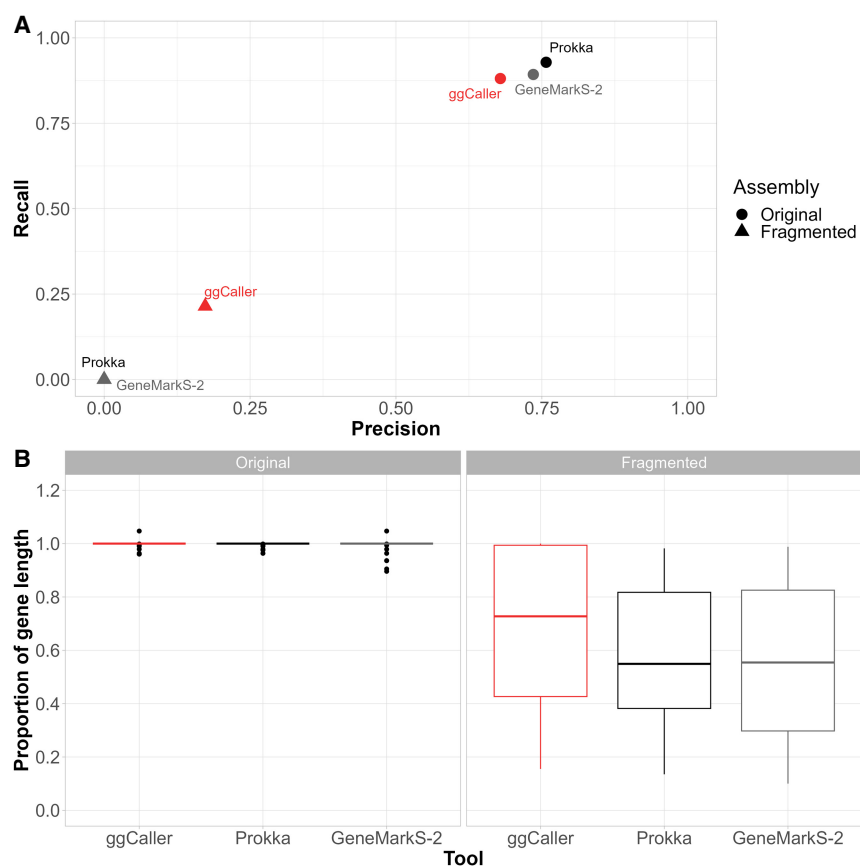 A
1.00
0.75
0.50
0.25
0.00
Recall
Prokka
GeneMarkS-2
ggCaller
ggCaller
Prokka
GeneMarkS-2
0.00 0.25 0.50 0.75 1.00
Precision
Assembly
Original
Fragmented
B
Original Fragmented
1.2
1.0
0.8
0.6
0.4
0.2
0.0
Proportion of gene length
ggCaller Prokka GeneMarkS-2 ggCaller Prokka GeneMarkS-2
Tool